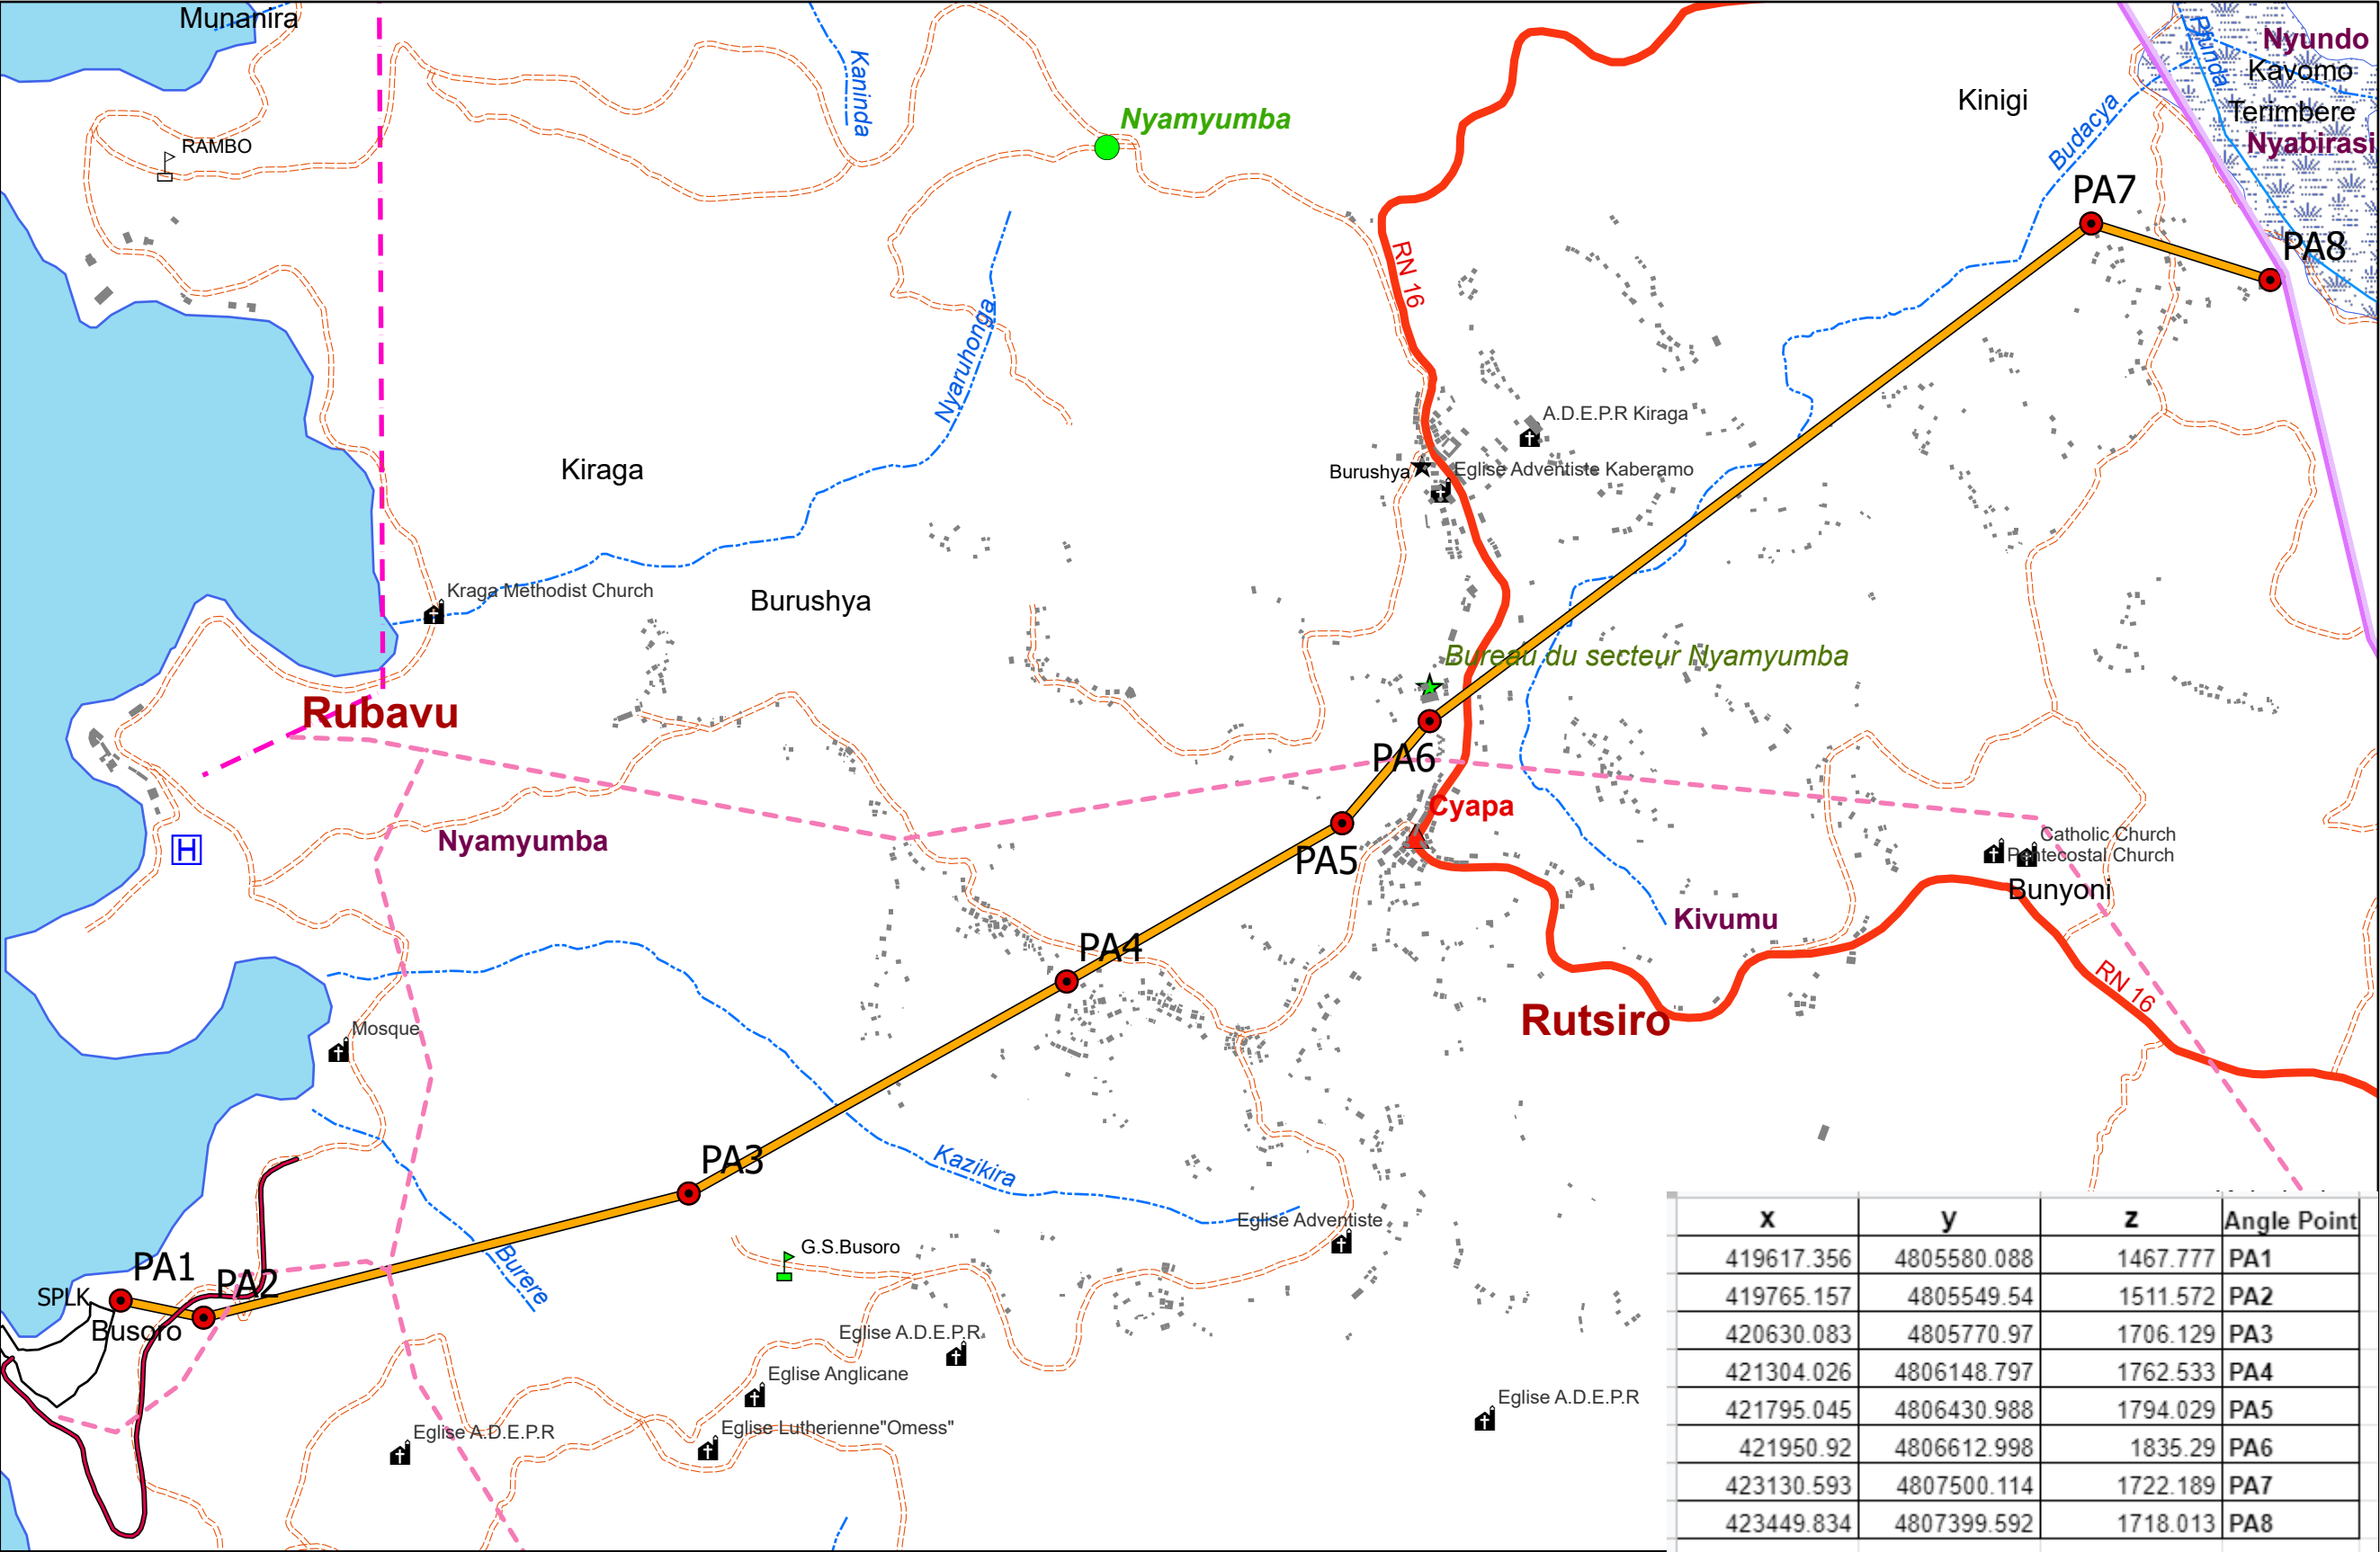 Munanira
Kaninda
Pfunda
Nyundo
Kavomo
Kinigi
Budacya
Terimbere
Nyabirasi
Nyamyumba
RAMBO
PA7
PA8
RN 16
Nyaruhonga
A.D.E.P.R Kiraga
Kiraga
Burushya
Eglise Adventiste Kaberamo
Kraga Methodist Church
Burushya
Bureau du secteur Nyamyumba
Rubavu
PA6
Cyapa
Nyamyumba
PA5
Catholic Church
Pentecostal Church
Bunyoni
Kivumu
PA4
RN 16
Rutsiro
Mosque
PA3
Kazikira
Eglise Adventiste
G.S.Busoro
Burere
PA1
PA2
SPLK
Busoro
Eglise A.D.E.P.R
Eglise Anglicane
Eglise A.D.E.P.R
Eglise Lutherienne"Omess"
Eglise A.D.E.P.R
x y z Angle Point
419617.356 4805580.088 1467.777 PA1
419765.157 4805549.54 1511.572 PA2
420630.083 4805770.97 1706.129 PA3
421304.026 4806148.797 1762.533 PA4
421795.045 4806430.988 1794.029 PA5
421950.92 4806612.998 1835.29 PA6
423130.593 4807500.114 1722.189 PA7
423449.834 4807399.592 1718.013 PA8